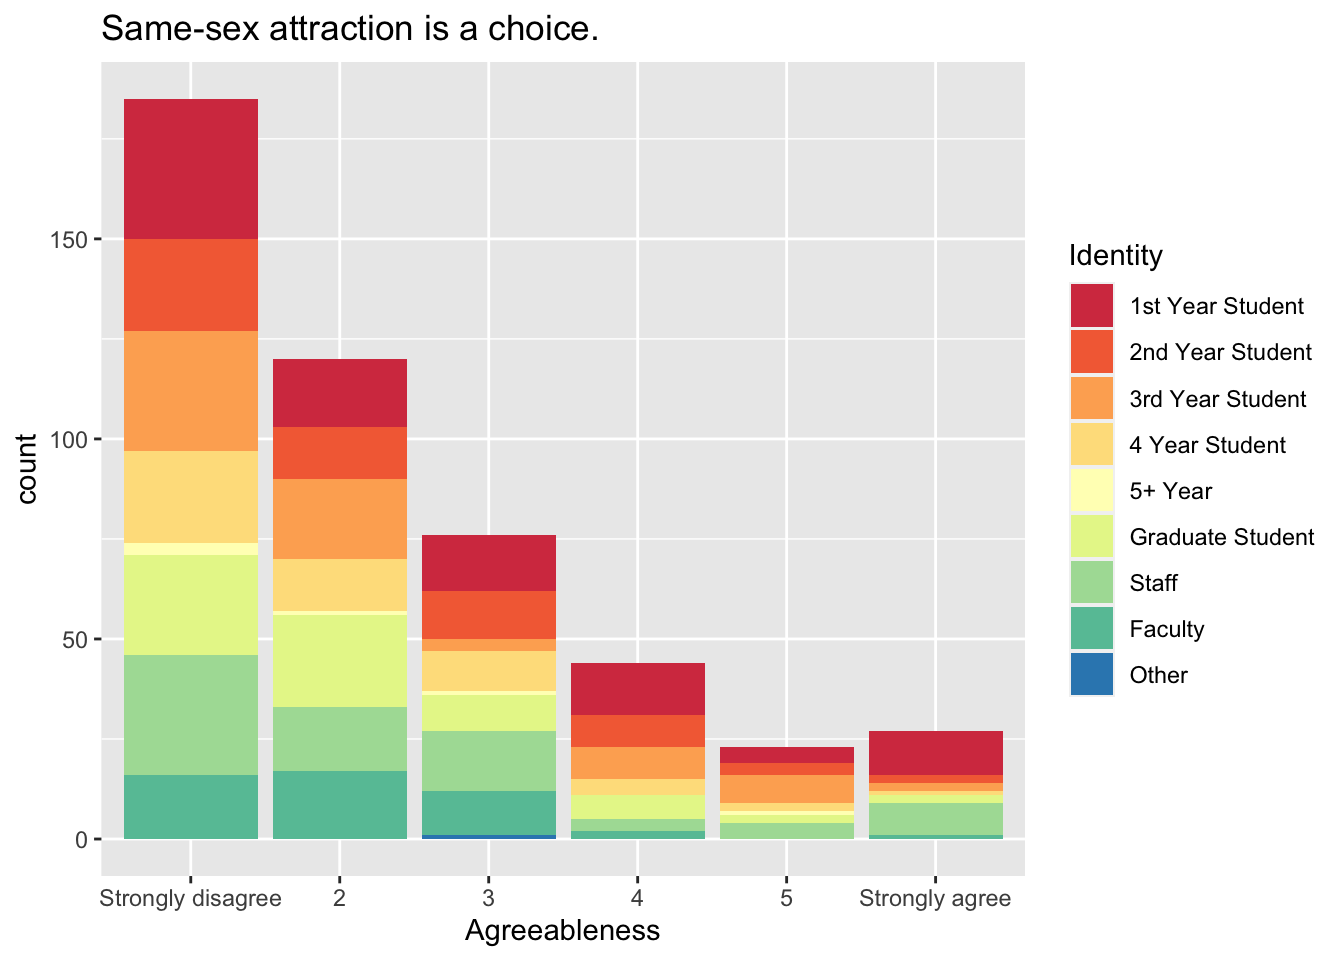 Same-sex attraction is a choice.
150
100
50
0
count
Strongly disagree 2 3 4 5 Strongly agree
Agreeableness
Identity
1st Year Student
2nd Year Student
3rd Year Student
4 Year Student
5+ Year
Graduate Student
Staff
Faculty
Other